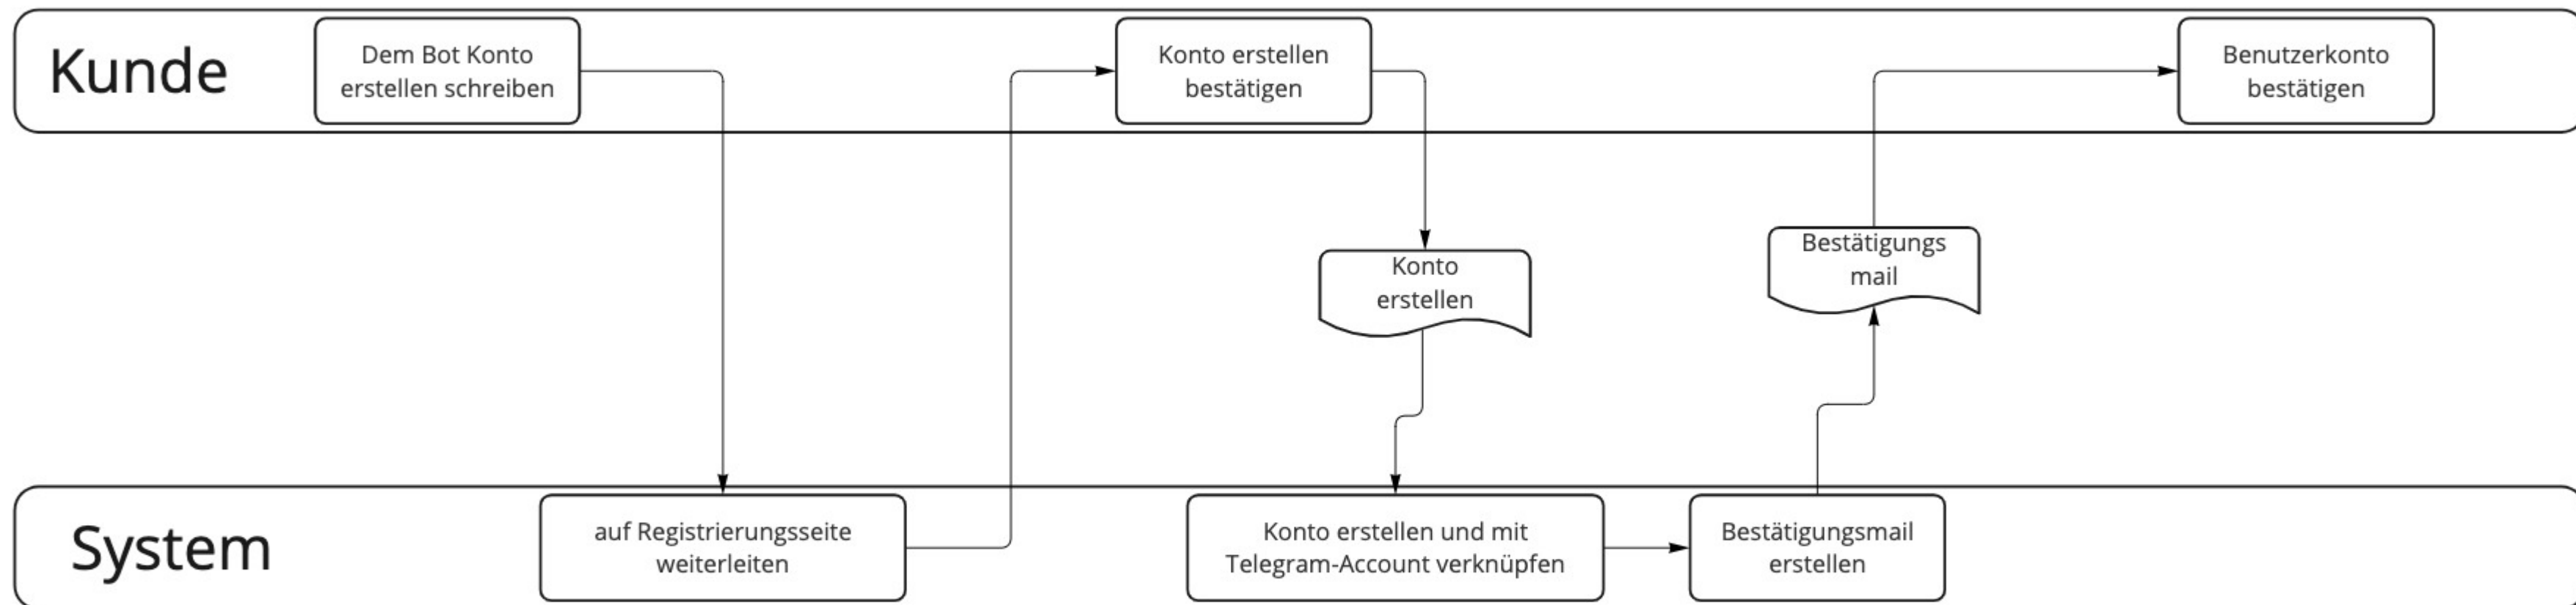 Kunde
Dem Bot Konto
erstellen schreiben
Konto erstellen
bestätigen
Benutzerkonto
bestätigen
Konto
erstellen
Bestätigungs
mail
System
auf Registrierungsseite
weiterleiten
Konto erstellen und mit
Telegram-Account verknüpfen
Bestätigungsmail
erstellen